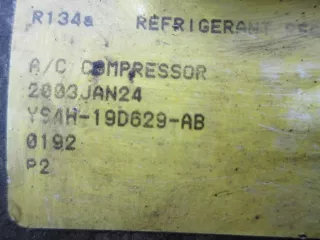 R134a REFRIGERANT
A/C COMPRESSOR
2003JAN24
YS4H-19D629-AB
0192
P2